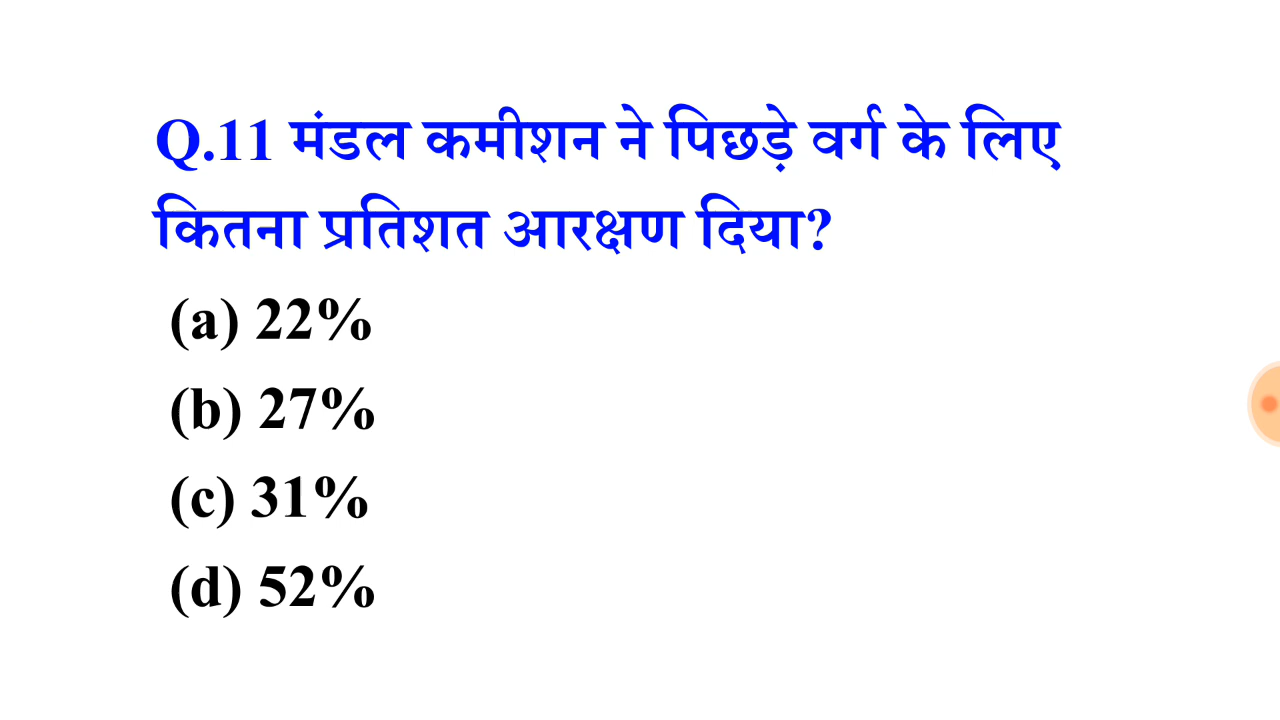 Q.11 मंडल कमीशन ने पिछड़े वर्ग के लिए
कितना प्रतिशत आरक्षण दिया?
(a) 22%
(b) 27%
(c) 31%
(d) 52%